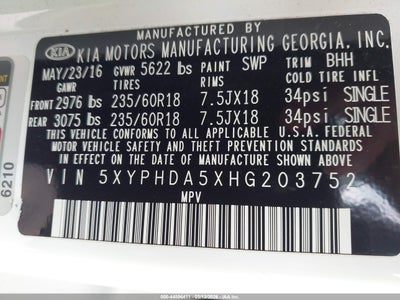 MANUFACTURED BY
KIA KIA MOTORS MANUFACTURING GEORGIA, INC.
MAY/23/16 GVWR 5622 lbs PAINT SWP TRIM BHH
GAWR TIRES RIMS COLD TIRE INFL
FRONT 2976 lbs 235/60R18 7.5JX18 34psi SINGLE
REAR 3075 lbs 235/60R18 7.5JX18 34psi SINGLE
THIS VEHICLE CONFORMS TO ALL APPLICABLE U.S.A. FEDERAL
MOTOR VEHICLE SAFETY AND THEFT PREVENTION STANDARDS
IN EFFECT ON THE DATE OF MANUFACTURE SHOWN ABOVE.
VIN 5XYPHDA5XHG203752
MPV
6210